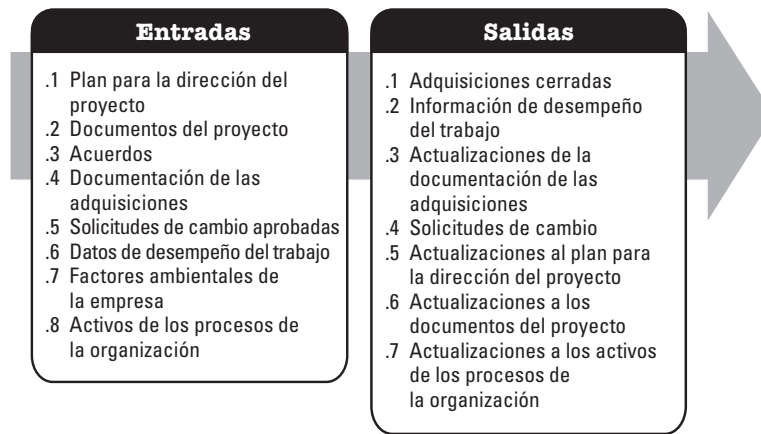 Entradas
.1 Plan para la dirección del
proyecto
.2 Documentos del proyecto
.3 Acuerdos
.4 Documentación de las
adquisiciones
.5 Solicitudes de cambio aprobadas
.6 Datos de desempeño del trabajo
.7 Factores ambientales de
la empresa
.8 Activos de los procesos de
la organización
Salidas
.1 Adquisiciones cerradas
.2 Información de desempeño
del trabajo
.3 Actualizaciones de la
documentación de las
adquisiciones
.4 Solicitudes de cambio
.5 Actualizaciones al plan para
la dirección del proyecto
.6 Actualizaciones a los
documentos del proyecto
.7 Actualizaciones a los activos
de los procesos de
la organización